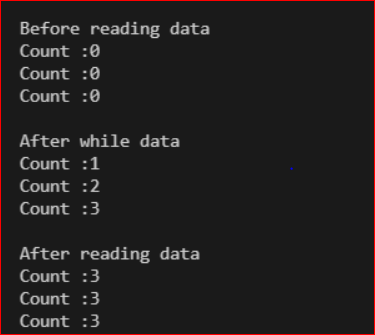 Before reading data
Count :0
Count :0
Count :0
After while data
Count :1
Count :2
Count :3
After reading data
Count :3
Count :3
Count :3